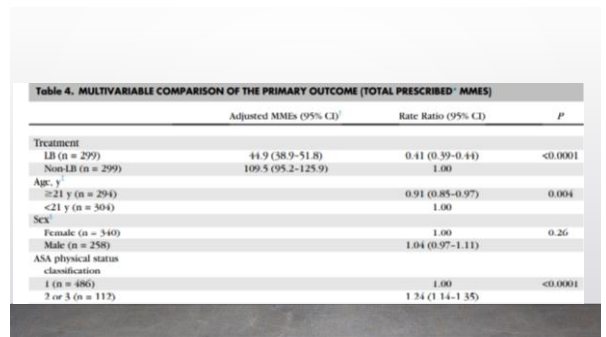 Table 4. MULTIVARIABLE COMPARISON OF THE PRIMARY OUTCOME (TOTAL PRESCRIBED* MMES)
Adjusted MMEs (95% CI)† Rate Ratio (95% CI) P
Treatment
LB (n = 299) 44.9 (38.9-51.8) 0.41 (0.39-0.44) <0.0001
Non-LB (n = 299) 109.5 (95.2-125.9) 1.00
Age, y‡
≥21 y (n = 294) 0.91 (0.85-0.97) 0.004
<21 y (n = 304) 1.00
Sex
Female (n = 340) 1.00 0.26
Male (n = 258) 1.04 (0.97-1.11)
ASA physical status
classification
1 (n = 486) 1.00 <0.0001
2 or 3 (n = 112) 1.24 (1.14-1.35)